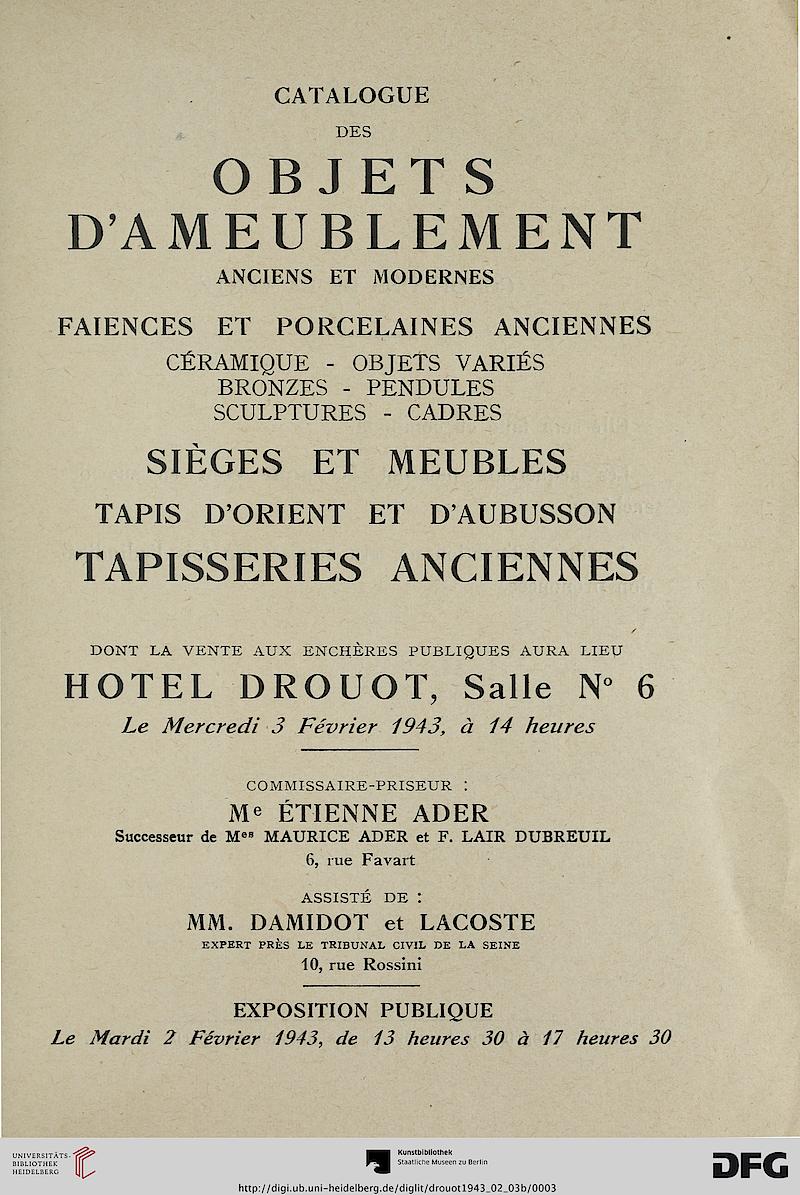 CATALOGUE
DES
OBJETS
D'AMEUBLEMENT
ANCIENS ET MODERNES
FAIENCES ET PORCELAINES ANCIENNES
CÉRAMIQUE - OBJETS VARIÉS
BRONZES - PENDULES
SCULPTURES - CADRES
SIÈGES ET MEUBLES
TAPIS D'ORIENT ET D'AUBUSSON
TAPISSERIES ANCIENNES
DONT LA VENTE AUX ENCHÈRES PUBLIQUES AURA LIEU
HOTEL DROUOT, Salle Nº 6
Le Mercredi 3 Février 1943, à 14 heures
COMMISSAIRE-PRISEUR :
Mᵉ ÉTIENNE ADER
Successeur de Mᵉˢ MAURICE ADER et F. LAIR DUBREUIL
6, rue Favart
ASSISTÉ DE :
MM. DAMIDOT et LACOSTE
EXPERT PRÈS LE TRIBUNAL CIVIL DE LA SEINE
10, rue Rossini
EXPOSITION PUBLIQUE
Le Mardi 2 Février 1943, de 13 heures 30 à 17 heures 30
UNIVERSITÄTS-
BIBLIOTHEK
HEIDELBERG
Kunstbibliothek
Staatliche Museen zu Berlin
DFG
http://digi.ub.uni-heidelberg.de/diglit/drouot1943_02_03b/0003